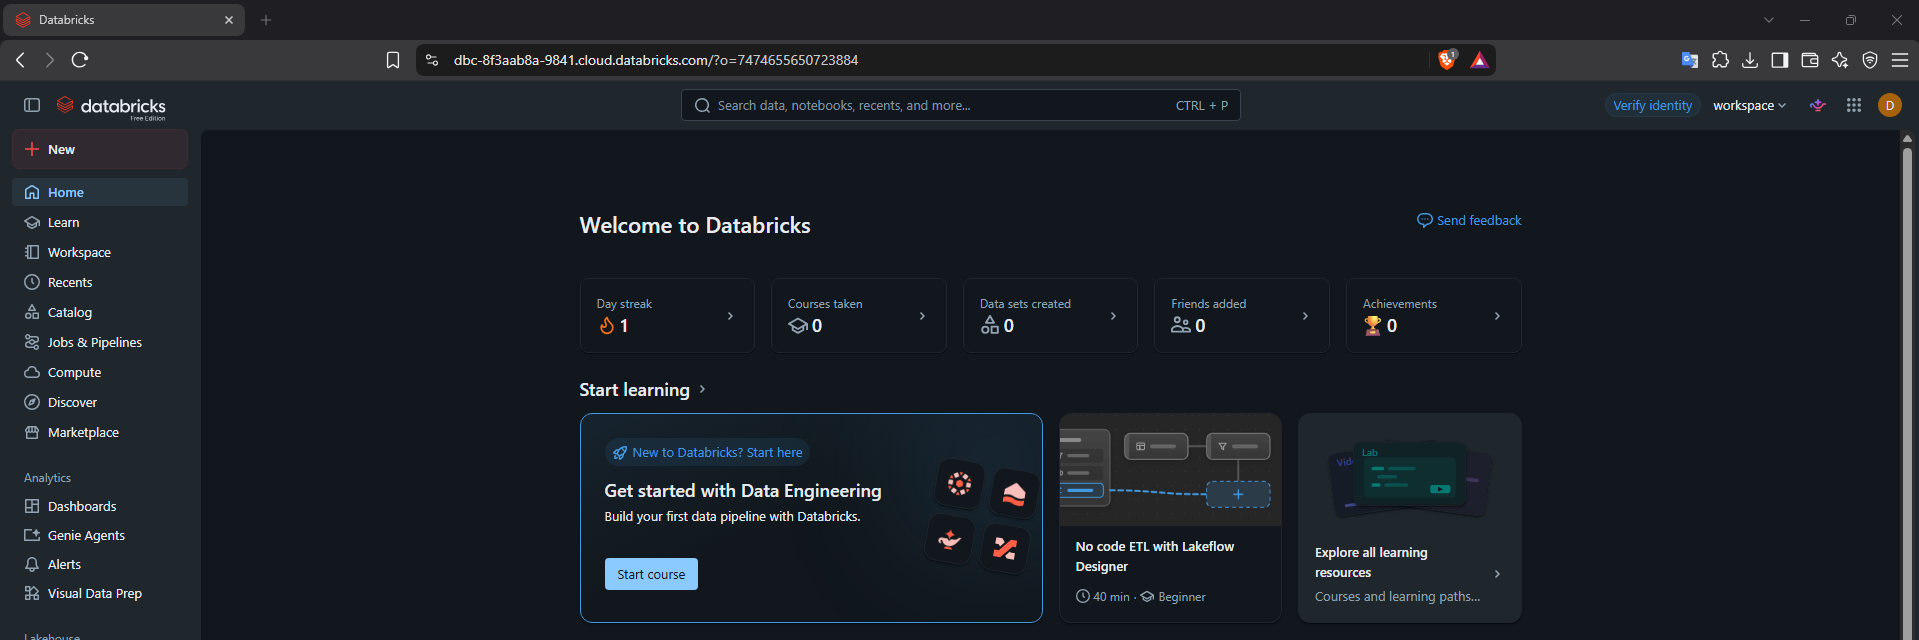 Databricks
dbc-8f3aab8a-9841.cloud.databricks.com/?o=7474655650723884
1
databricks
Free Edition
Search data, notebooks, recents, and more...
CTRL + P
Verify identity
workspace
D
New
Home
Learn
Workspace
Recents
Catalog
Jobs & Pipelines
Compute
Discover
Marketplace
Analytics
Dashboards
Genie Agents
Alerts
Visual Data Prep
Lakehouse
Welcome to Databricks
Send feedback
Day streak
1
Courses taken
0
Data sets created
0
Friends added
0
Achievements
0
Start learning
New to Databricks? Start here
Get started with Data Engineering
Build your first data pipeline with Databricks.
Start course
No code ETL with Lakeflow
Designer
40 min · Beginner
Lab
Explore all learning
resources
Courses and learning paths...